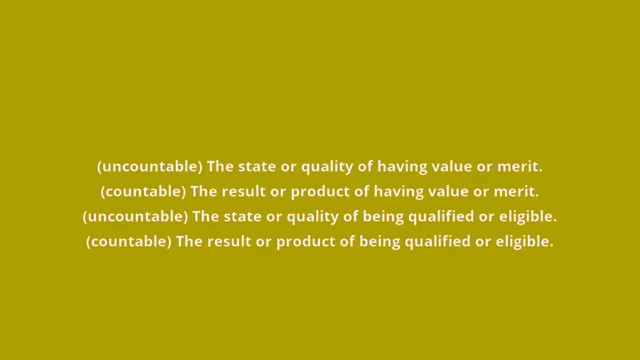 (uncountable) The state or quality of having value or merit.
(countable) The result or product of having value or merit.
(uncountable) The state or quality of being qualified or eligible.
(countable) The result or product of being qualified or eligible.